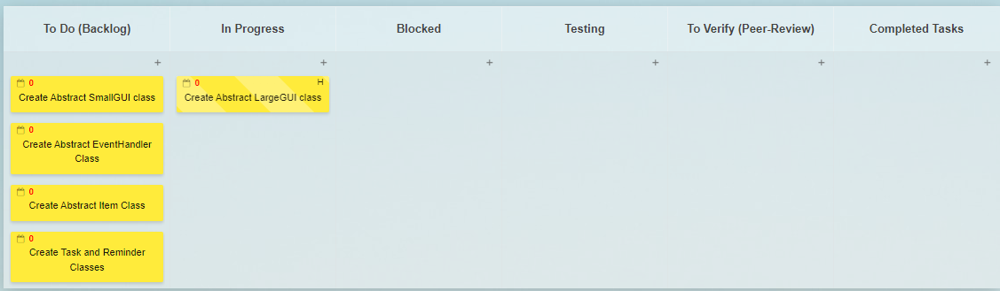 To Do (Backlog)
In Progress
Blocked
Testing
To Verify (Peer-Review)
Completed Tasks
+
+
+
+
+
+
0
Create Abstract SmallGUI class
0
Create Abstract EventHandler
Class
0
Create Abstract Item Class
0
Create Task and Reminder
Classes
0 H
Create Abstract LargeGUI class